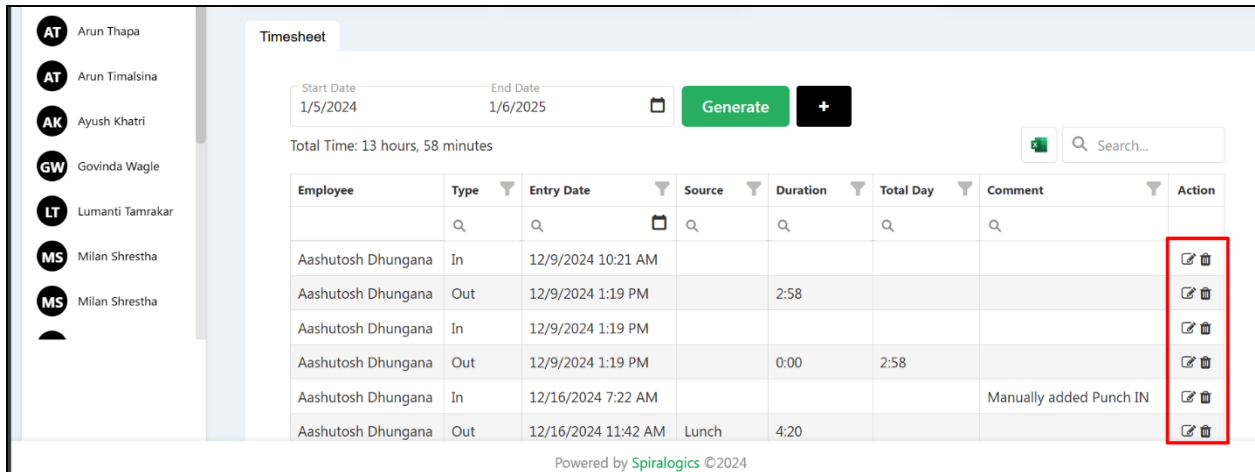 AT Arun Thapa
AT Arun Timalsina
AK Ayush Khatri
GW Govinda Wagle
LT Lumanti Tamrakar
MS Milan Shrestha
MS Milan Shrestha
Timesheet
Start Date End Date
1/5/2024 1/6/2025 Generate +
Total Time: 13 hours, 58 minutes
Search...
Employee Type Entry Date Source Duration Total Day Comment Action
Aashutosh Dhungana In 12/9/2024 10:21 AM
Aashutosh Dhungana Out 12/9/2024 1:19 PM 2:58
Aashutosh Dhungana In 12/9/2024 1:19 PM
Aashutosh Dhungana Out 12/9/2024 1:19 PM 0:00 2:58
Aashutosh Dhungana In 12/16/2024 7:22 AM Manually added Punch IN
Aashutosh Dhungana Out 12/16/2024 11:42 AM Lunch 4:20
Powered by Spiralogics ©2024